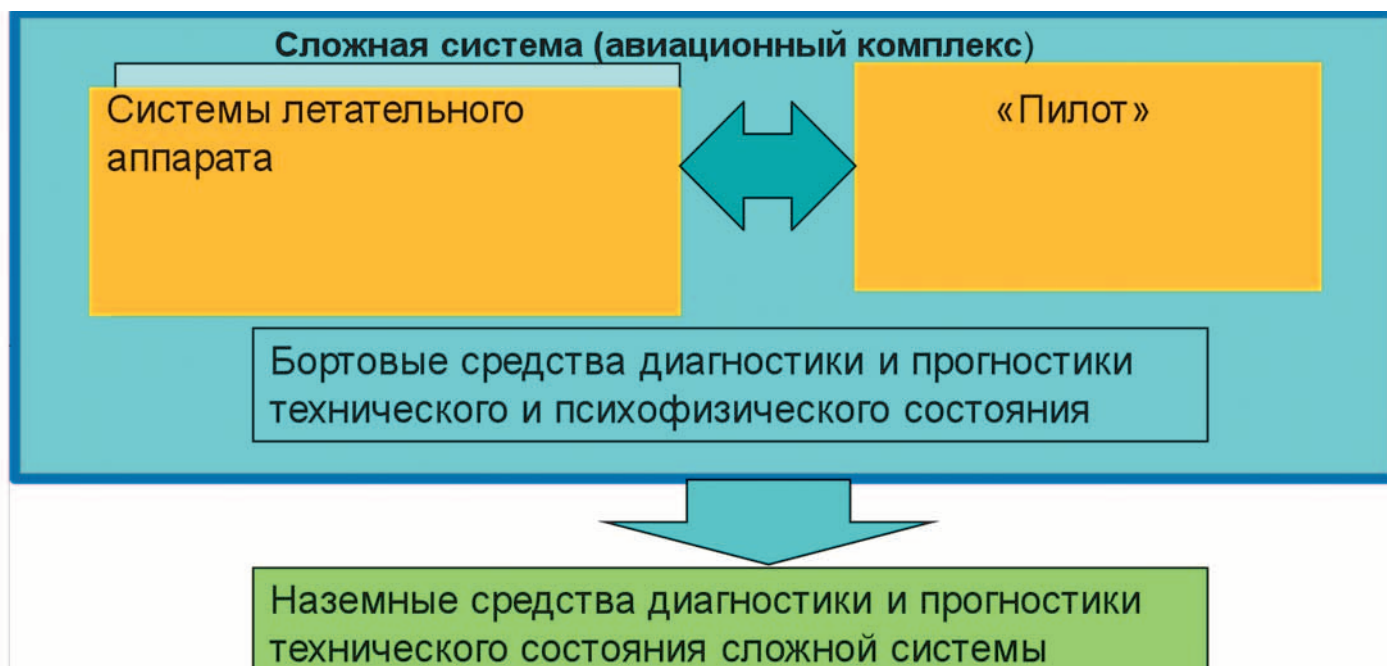 Сложная система (авиационный комплекс)
Системы летательного
аппарата
«Пилот»
Бортовые средства диагностики и прогностики
технического и психофизического состояния
Наземные средства диагностики и прогностики
технического состояния сложной системы